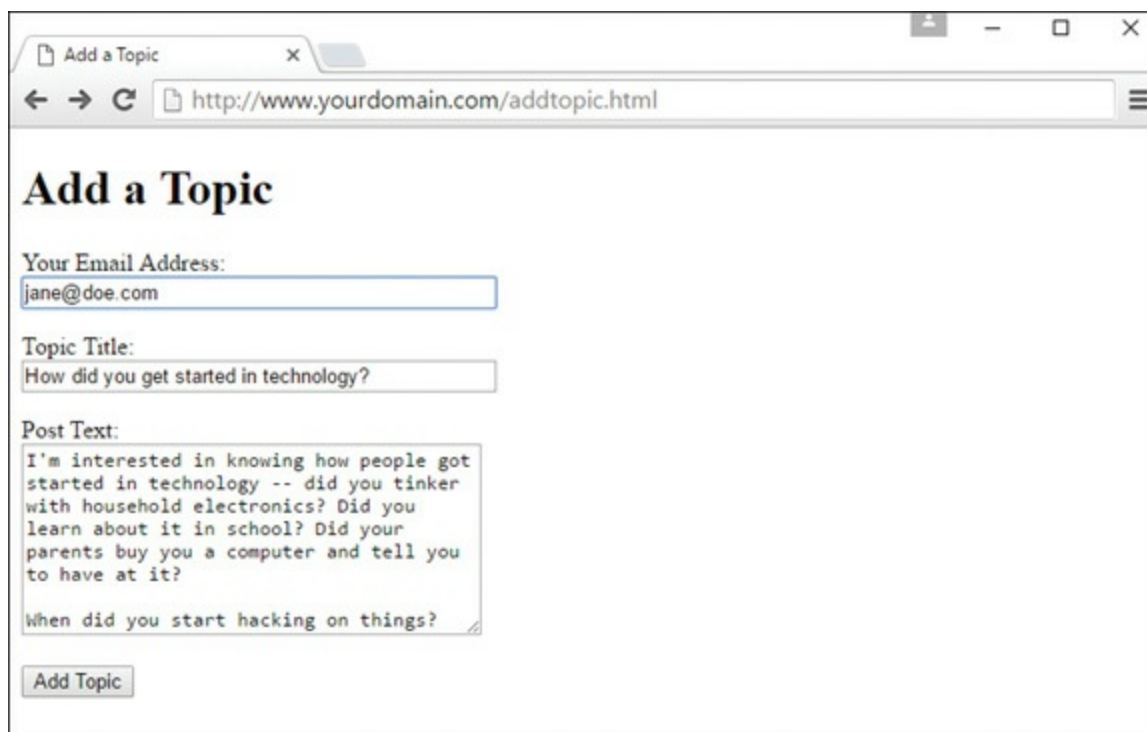 Add a Topic
http://www.yourdomain.com/addtopic.html
Add a Topic
Your Email Address:
jane@doe.com
Topic Title:
How did you get started in technology?
Post Text:
I'm interested in knowing how people got
started in technology -- did you tinker
with household electronics? Did you
learn about it in school? Did your
parents buy you a computer and tell you
to have at it?
When did you start hacking on things?
Add Topic